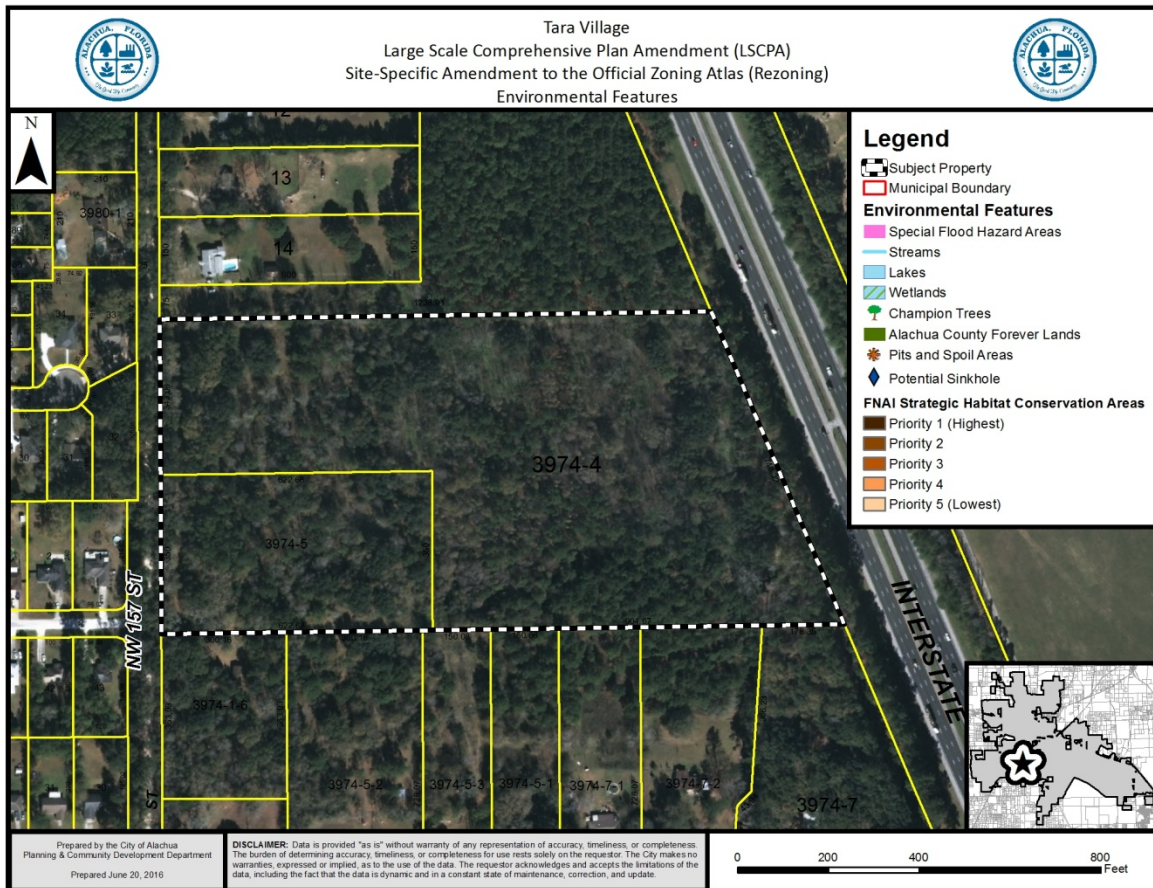 Tara Village
Large Scale Comprehensive Plan Amendment (LSCPA)
Site-Specific Amendment to the Official Zoning Atlas (Rezoning)
Environmental Features
ALACHUA, FLORIDA
ALACHUA, FLORIDA
N
Legend
Subject Property
Municipal Boundary
Environmental Features
Special Flood Hazard Areas
Streams
Lakes
Wetlands
Champion Trees
Alachua County Forever Lands
Pits and Spoil Areas
Potential Sinkhole
FNAI Strategic Habitat Conservation Areas
Priority 1 (Highest)
Priority 2
Priority 3
Priority 4
Priority 5 (Lowest)
12
13
3980-1
14
3974-4
3974-5
NW 157 ST
INTERSTATE
3974-1-6
3974-5-2
3974-5-3
3974-5-1
3974-7-1
3974-7-2
3974-7
ST
Prepared by the City of Alachua
Planning & Community Development Department
Prepared June 20, 2016
DISCLAIMER: Data is provided "as is" without warranty of any representation of accuracy, timeliness, or completeness.
The burden of determining accuracy, timeliness, or completeness for use rests solely on the requestor. The City makes no
warranties, expressed or implied, as to the use of the data. The requestor acknowledges and accepts the limitations of the
data, including the fact that the data is dynamic and in a constant state of maintenance, correction, and update.
0 200 400 800
Feet